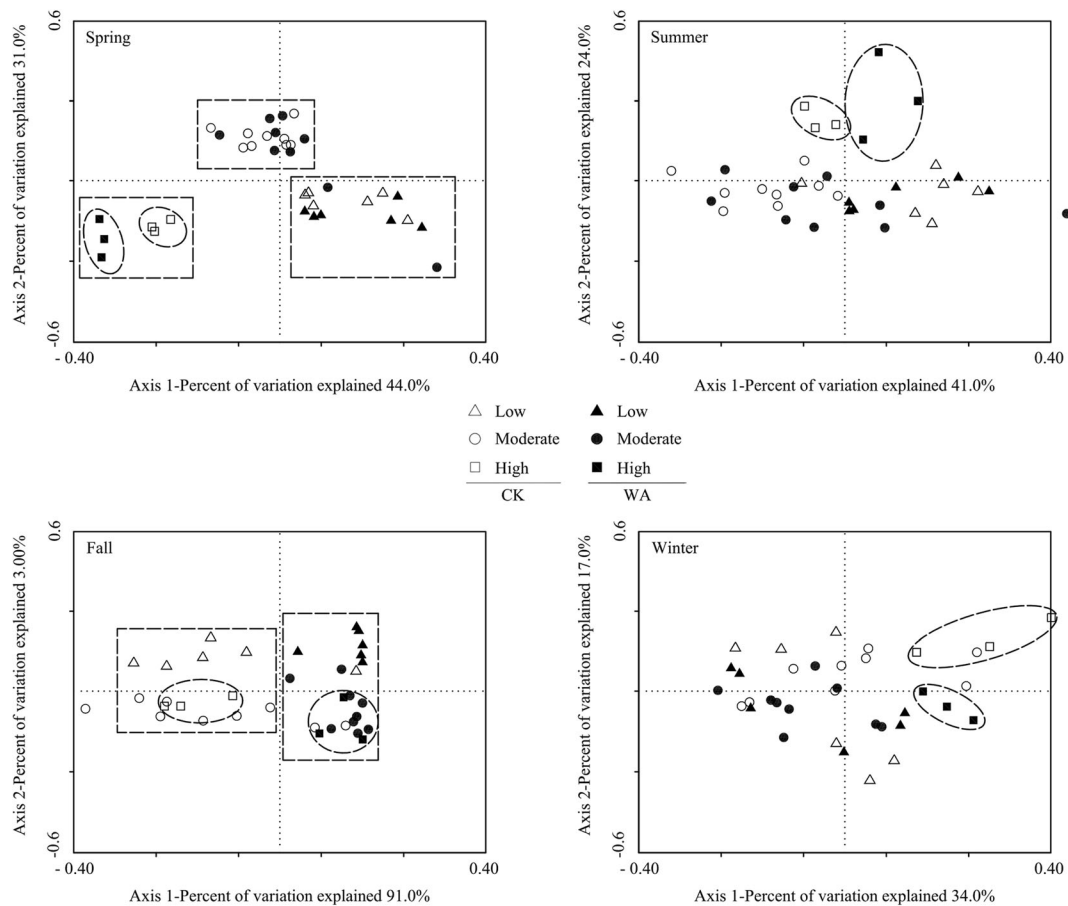 0.6
Spring
Axis 2-Percent of variation explained 31.0%
-0.6
- 0.40
0.40
Axis 1-Percent of variation explained 44.0%
0.6
Summer
Axis 2-Percent of variation explained 24.0%
-0.6
- 0.40
0.40
Axis 1-Percent of variation explained 41.0%
Low
Low
Moderate
Moderate
High
High
CK
WA
0.6
Fall
Axis 2-Percent of variation explained 3.00%
-0.6
- 0.40
0.40
Axis 1-Percent of variation explained 91.0%
0.6
Winter
Axis 2-Percent of variation explained 17.0%
-0.6
- 0.40
0.40
Axis 1-Percent of variation explained 34.0%